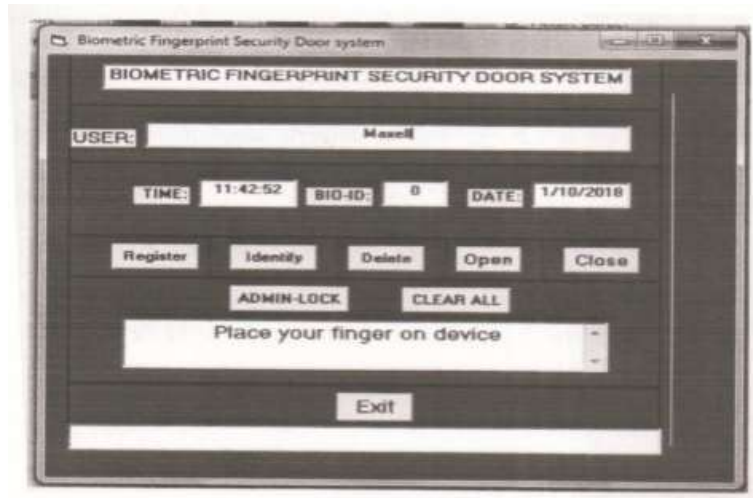 Biometric Fingerprint Security Door system
BIOMETRIC FINGERPRINT SECURITY DOOR SYSTEM
USER: Maxell
TIME: 11:42:52 BIO-ID: 0 DATE: 1/10/2018
Register Identify Delete Open Close
ADMIN-LOCK CLEAR ALL
Place your finger on device
Exit